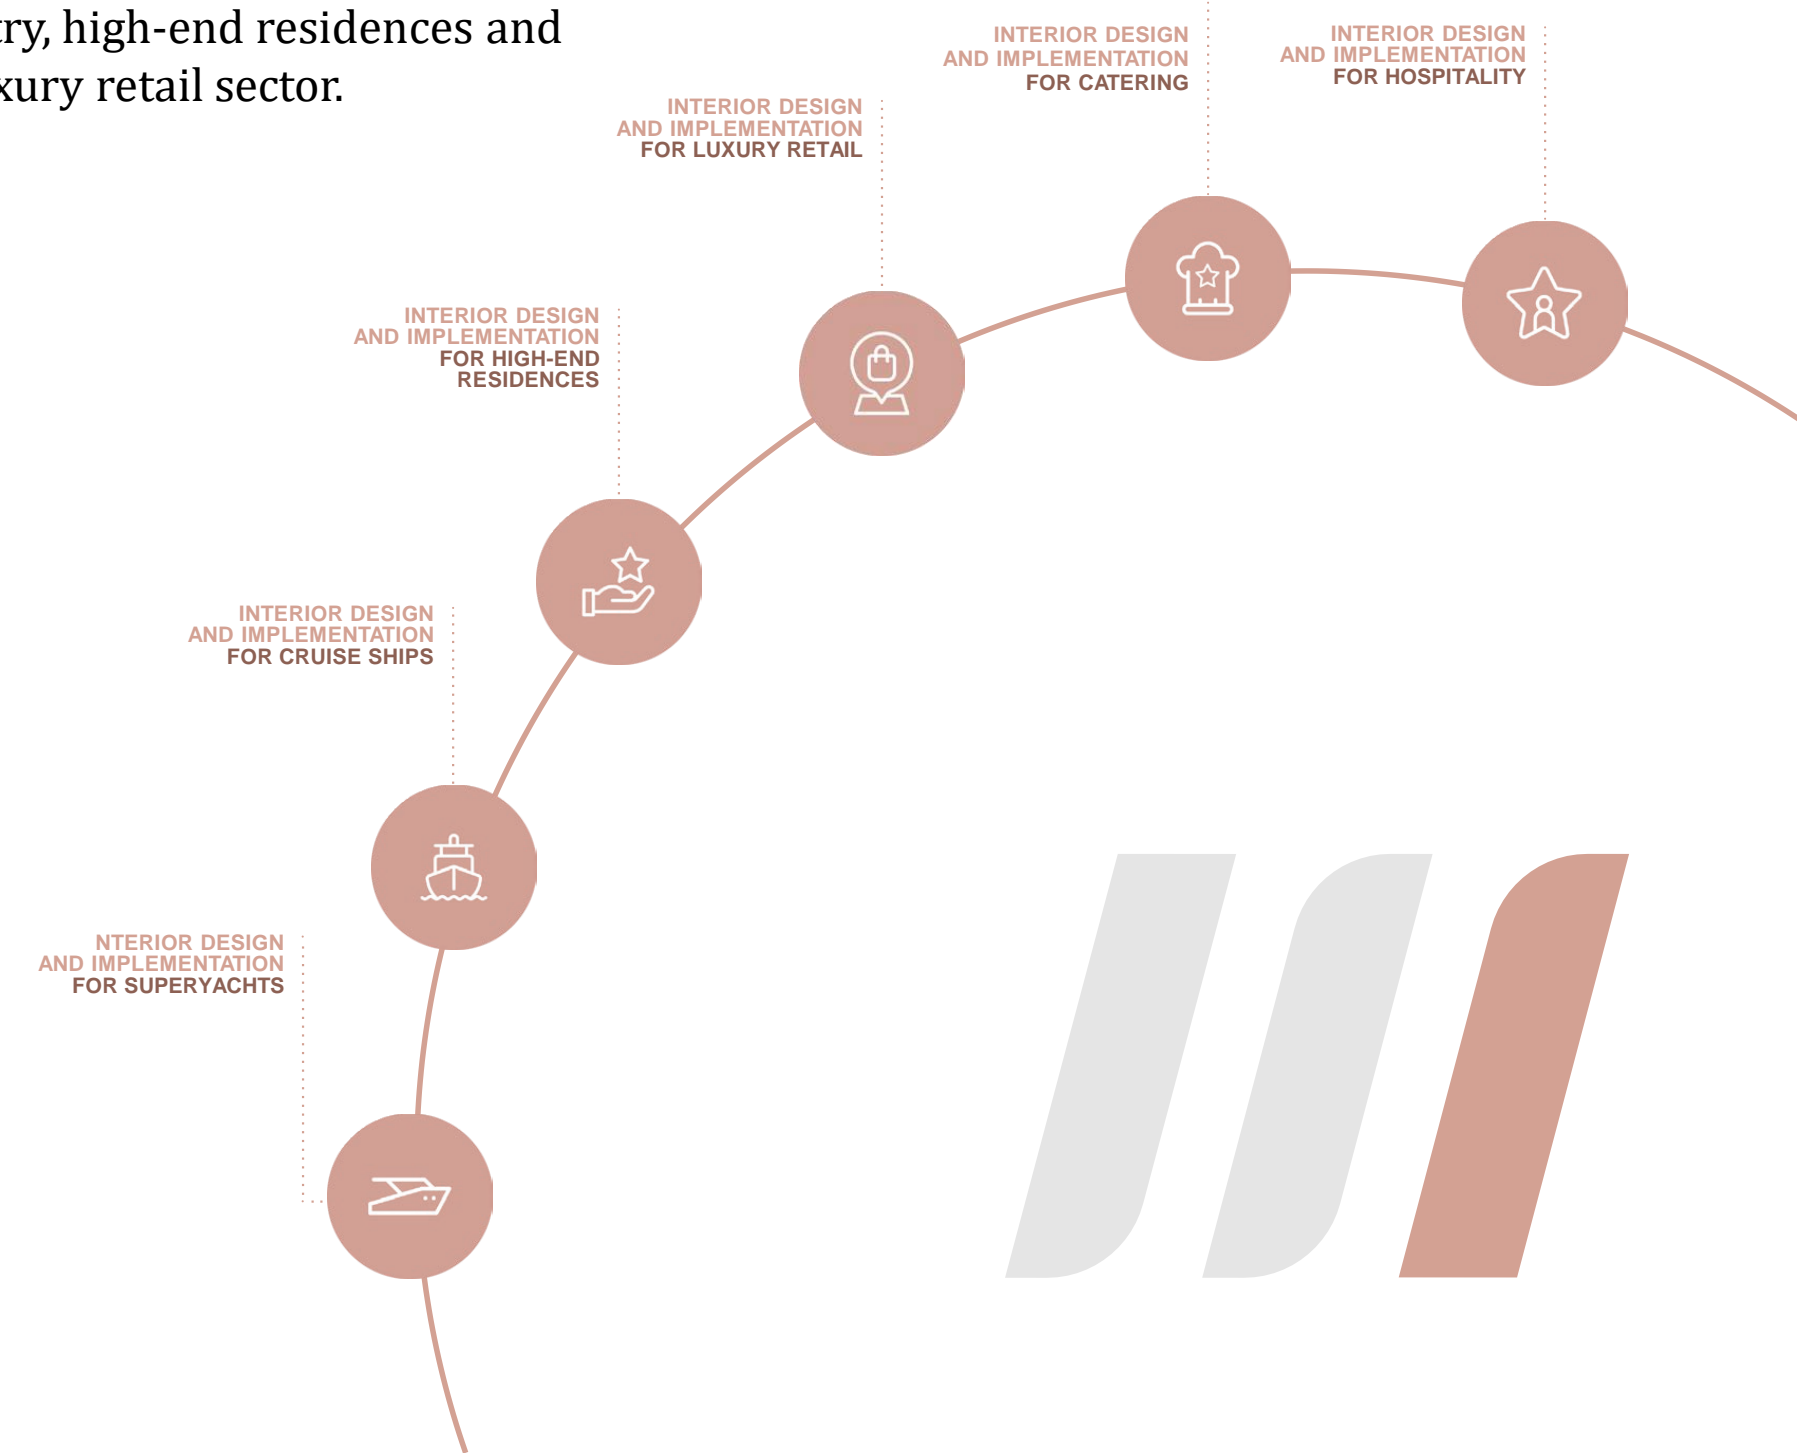 try, high-end residences and
xury retail sector.
INTERIOR DESIGN
AND IMPLEMENTATION
FOR CATERING
INTERIOR DESIGN
AND IMPLEMENTATION
FOR HOSPITALITY
INTERIOR DESIGN
AND IMPLEMENTATION
FOR LUXURY RETAIL
INTERIOR DESIGN
AND IMPLEMENTATION
FOR HIGH-END
RESIDENCES
INTERIOR DESIGN
AND IMPLEMENTATION
FOR CRUISE SHIPS
NTERIOR DESIGN
AND IMPLEMENTATION
FOR SUPERYACHTS